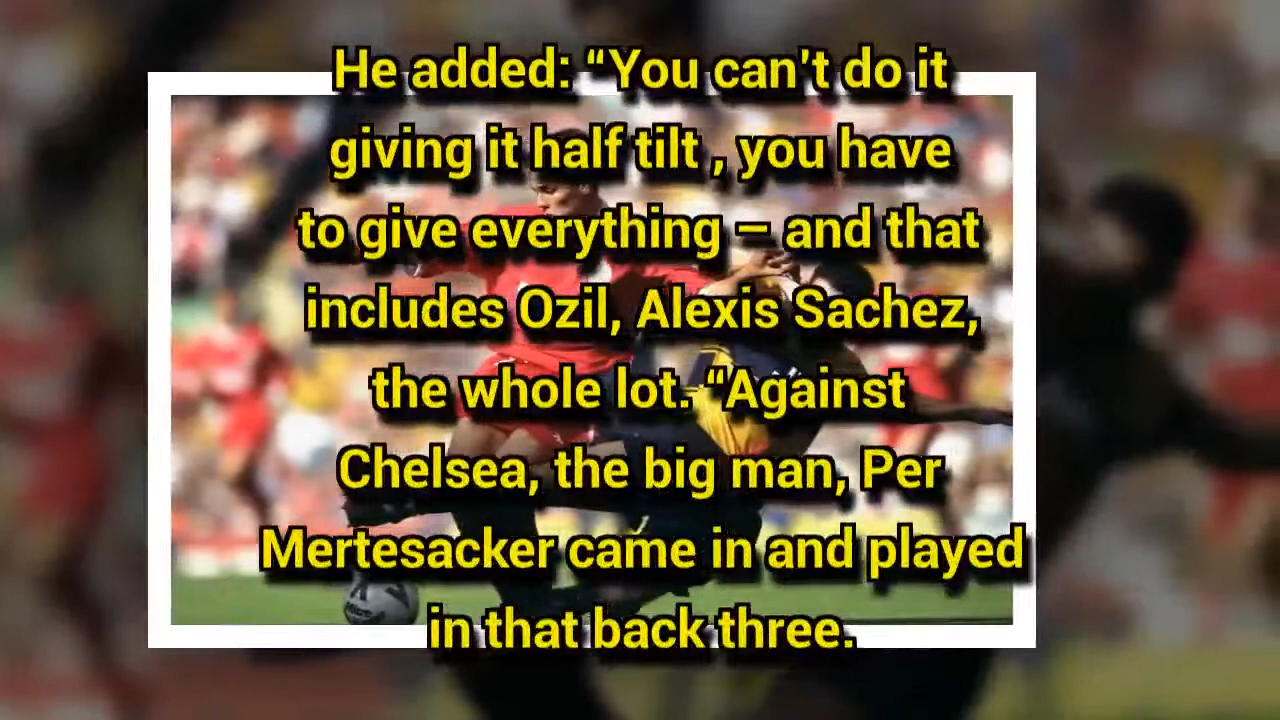 He added: “You can’t do it
giving it half tilt , you have
to give everything – and that
includes Ozil, Alexis Sachez,
the whole lot. “Against
Chelsea, the big man, Per
Mertesacker came in and played
in that back three.